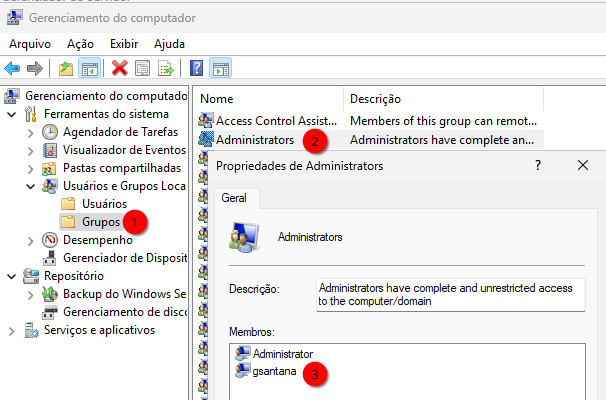 Gerenciamento do computador
Arquivo Ação Exibir Ajuda
Gerenciamento do computador
Ferramentas do sistema
Agendador de Tarefas
Visualizador de Eventos
Pastas compartilhadas
Usuários e Grupos Loca
Usuários
Grupos 1
Desempenho
Gerenciador de Disposit
Repositório
Backup do Windows Se
Gerenciamento de disco
Serviços e aplicativos
Nome Descrição
Access Control Assist... Members of this group can remot...
Administrators 2 Administrators have complete an...
Propriedades de Administrators ? ×
Geral
Administrators
Descrição: Administrators have complete and unrestricted access
to the computer/domain
Membros:
Administrator
gsantana 3